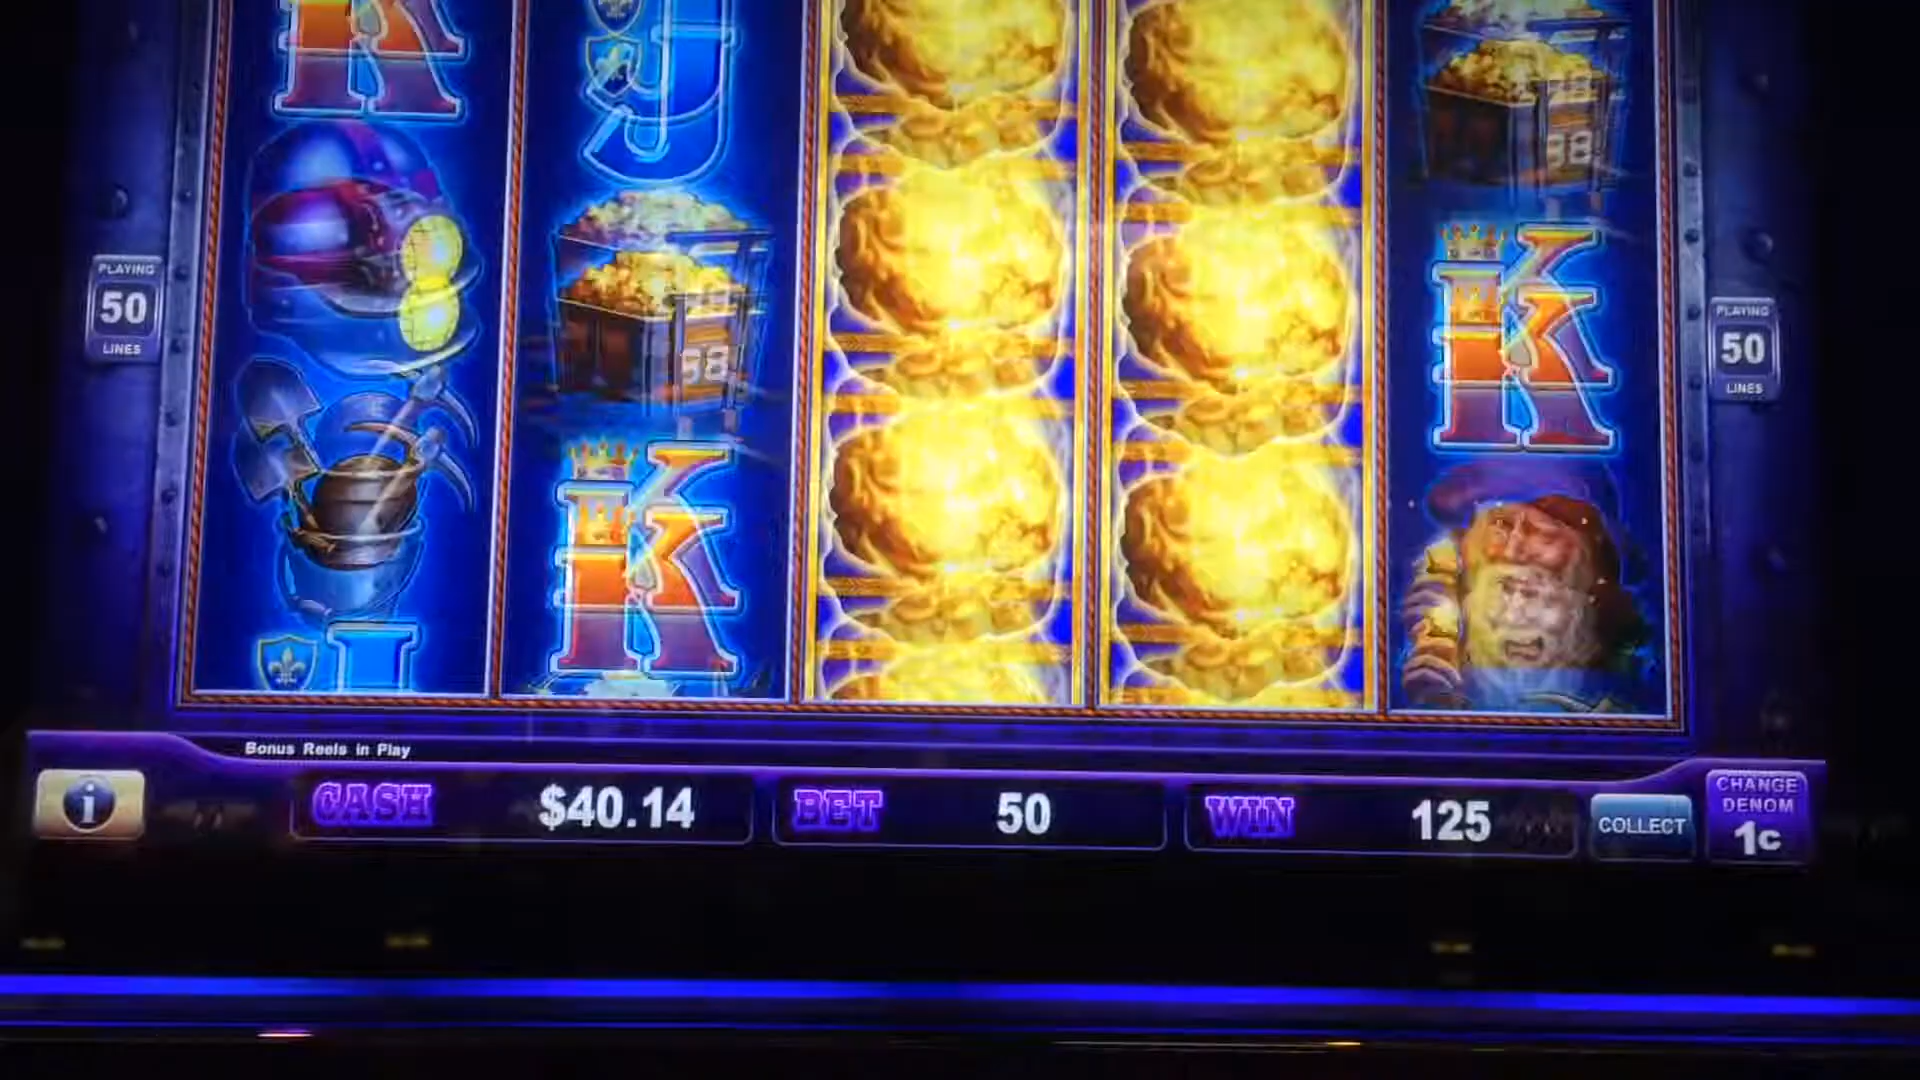 K
J
88
PLAYING
50
LINES
K
PLAYING
50
LINES
K
J
Bonus Reels in Play
i
CASH
$40.14
BET
50
WIN
125
COLLECT
CHANGE
DENOM
1c